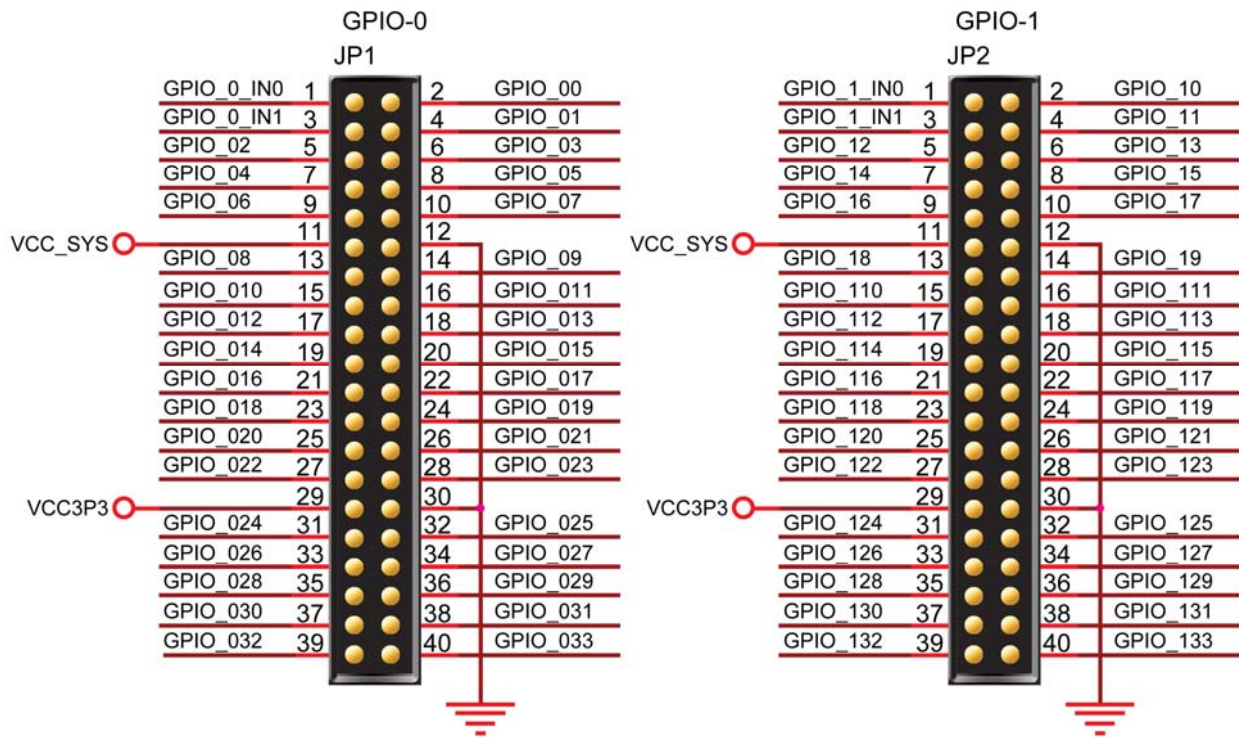 GPIO-0 GPIO-1
JP1 JP2
GPIO_0_IN0 1 2 GPIO_00 GPIO_1_IN0 1 2 GPIO_10
GPIO_0_IN1 3 4 GPIO_01 GPIO_1_IN1 3 4 GPIO_11
GPIO_02 5 6 GPIO_03 GPIO_12 5 6 GPIO_13
GPIO_04 7 8 GPIO_05 GPIO_14 7 8 GPIO_15
GPIO_06 9 10 GPIO_07 GPIO_16 9 10 GPIO_17
VCC_SYS 11 12 VCC_SYS 11 12
GPIO_08 13 14 GPIO_09 GPIO_18 13 14 GPIO_19
GPIO_010 15 16 GPIO_011 GPIO_110 15 16 GPIO_111
GPIO_012 17 18 GPIO_013 GPIO_112 17 18 GPIO_113
GPIO_014 19 20 GPIO_015 GPIO_114 19 20 GPIO_115
GPIO_016 21 22 GPIO_017 GPIO_116 21 22 GPIO_117
GPIO_018 23 24 GPIO_019 GPIO_118 23 24 GPIO_119
GPIO_020 25 26 GPIO_021 GPIO_120 25 26 GPIO_121
GPIO_022 27 28 GPIO_023 GPIO_122 27 28 GPIO_123
VCC3P3 29 30 VCC3P3 29 30
GPIO_024 31 32 GPIO_025 GPIO_124 31 32 GPIO_125
GPIO_026 33 34 GPIO_027 GPIO_126 33 34 GPIO_127
GPIO_028 35 36 GPIO_029 GPIO_128 35 36 GPIO_129
GPIO_030 37 38 GPIO_031 GPIO_130 37 38 GPIO_131
GPIO_032 39 40 GPIO_033 GPIO_132 39 40 GPIO_133